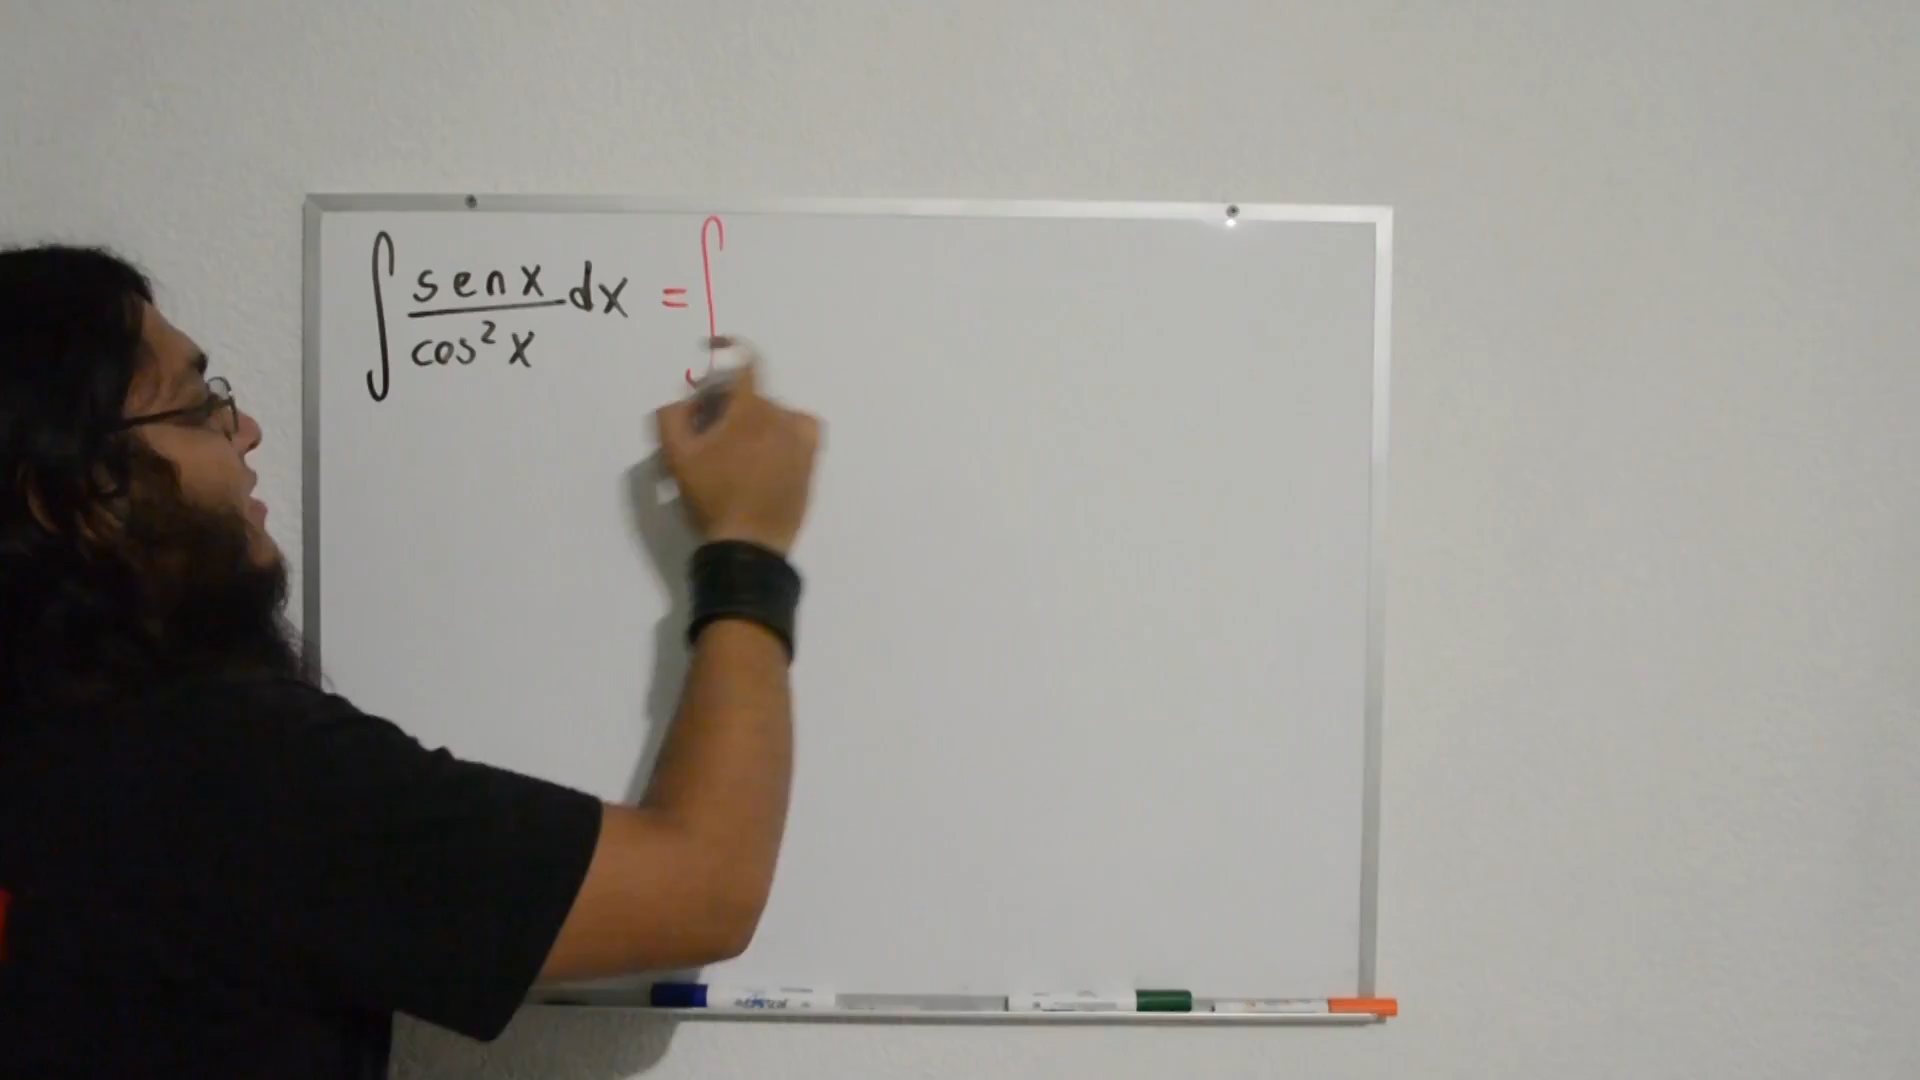 ∫ senx/cos²x dx = ∫